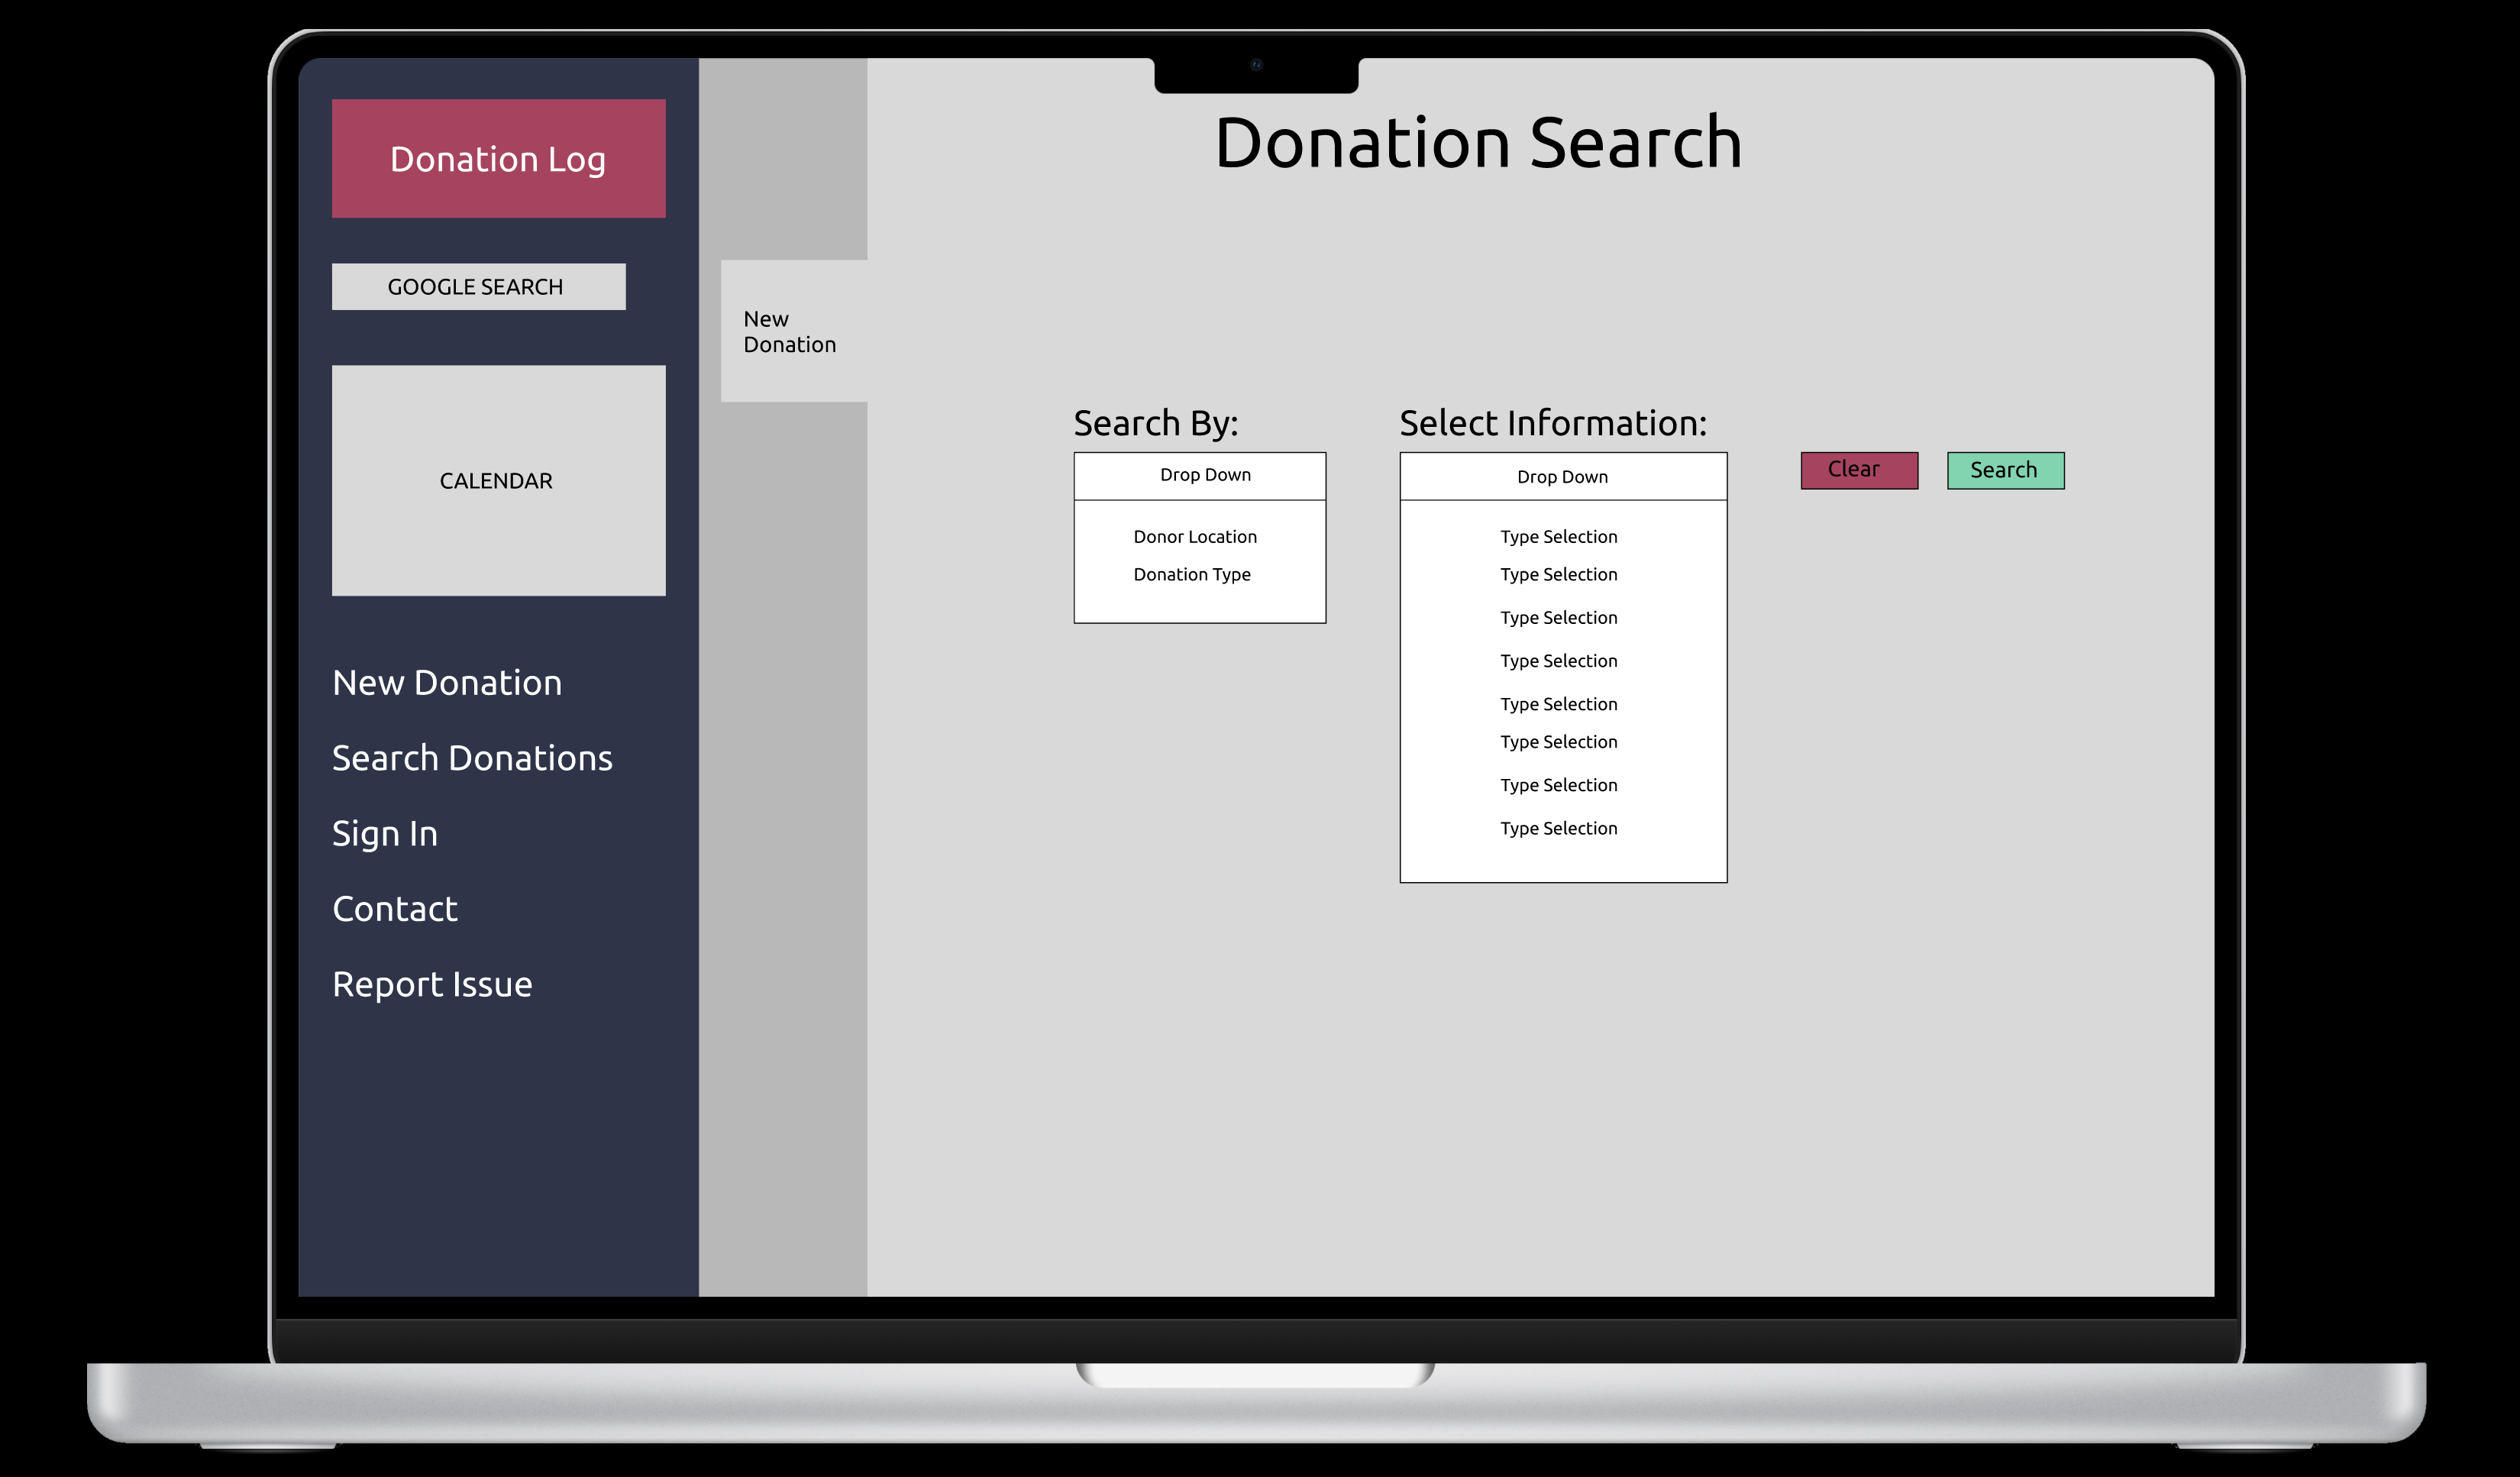 Donation Log
GOOGLE SEARCH
CALENDAR
New Donation
Search Donations
Sign In
Contact
Report Issue
New
Donation
Donation Search
Search By:
Drop Down
Donor Location
Donation Type
Select Information:
Drop Down
Type Selection
Type Selection
Type Selection
Type Selection
Type Selection
Type Selection
Type Selection
Type Selection
Clear
Search